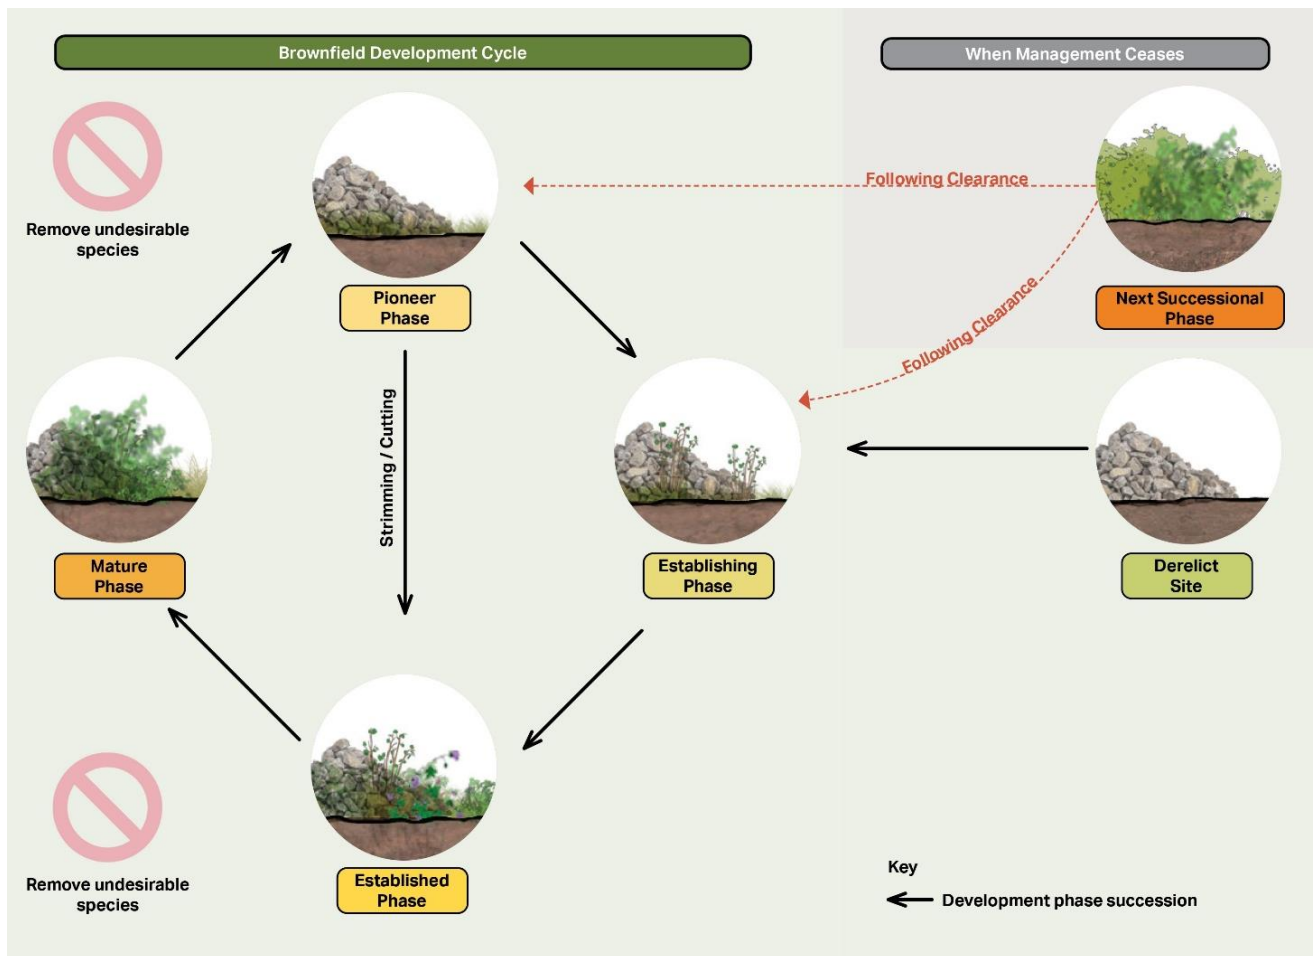 Brownfield Development Cycle
When Management Ceases
Remove undesirable
species
Following Clearance
Pioneer
Phase
Next Successional
Phase
Following Clearance
Strimming / Cutting
Mature
Phase
Establishing
Phase
Derelict
Site
Established
Phase
Remove undesirable
species
Key
Development phase succession